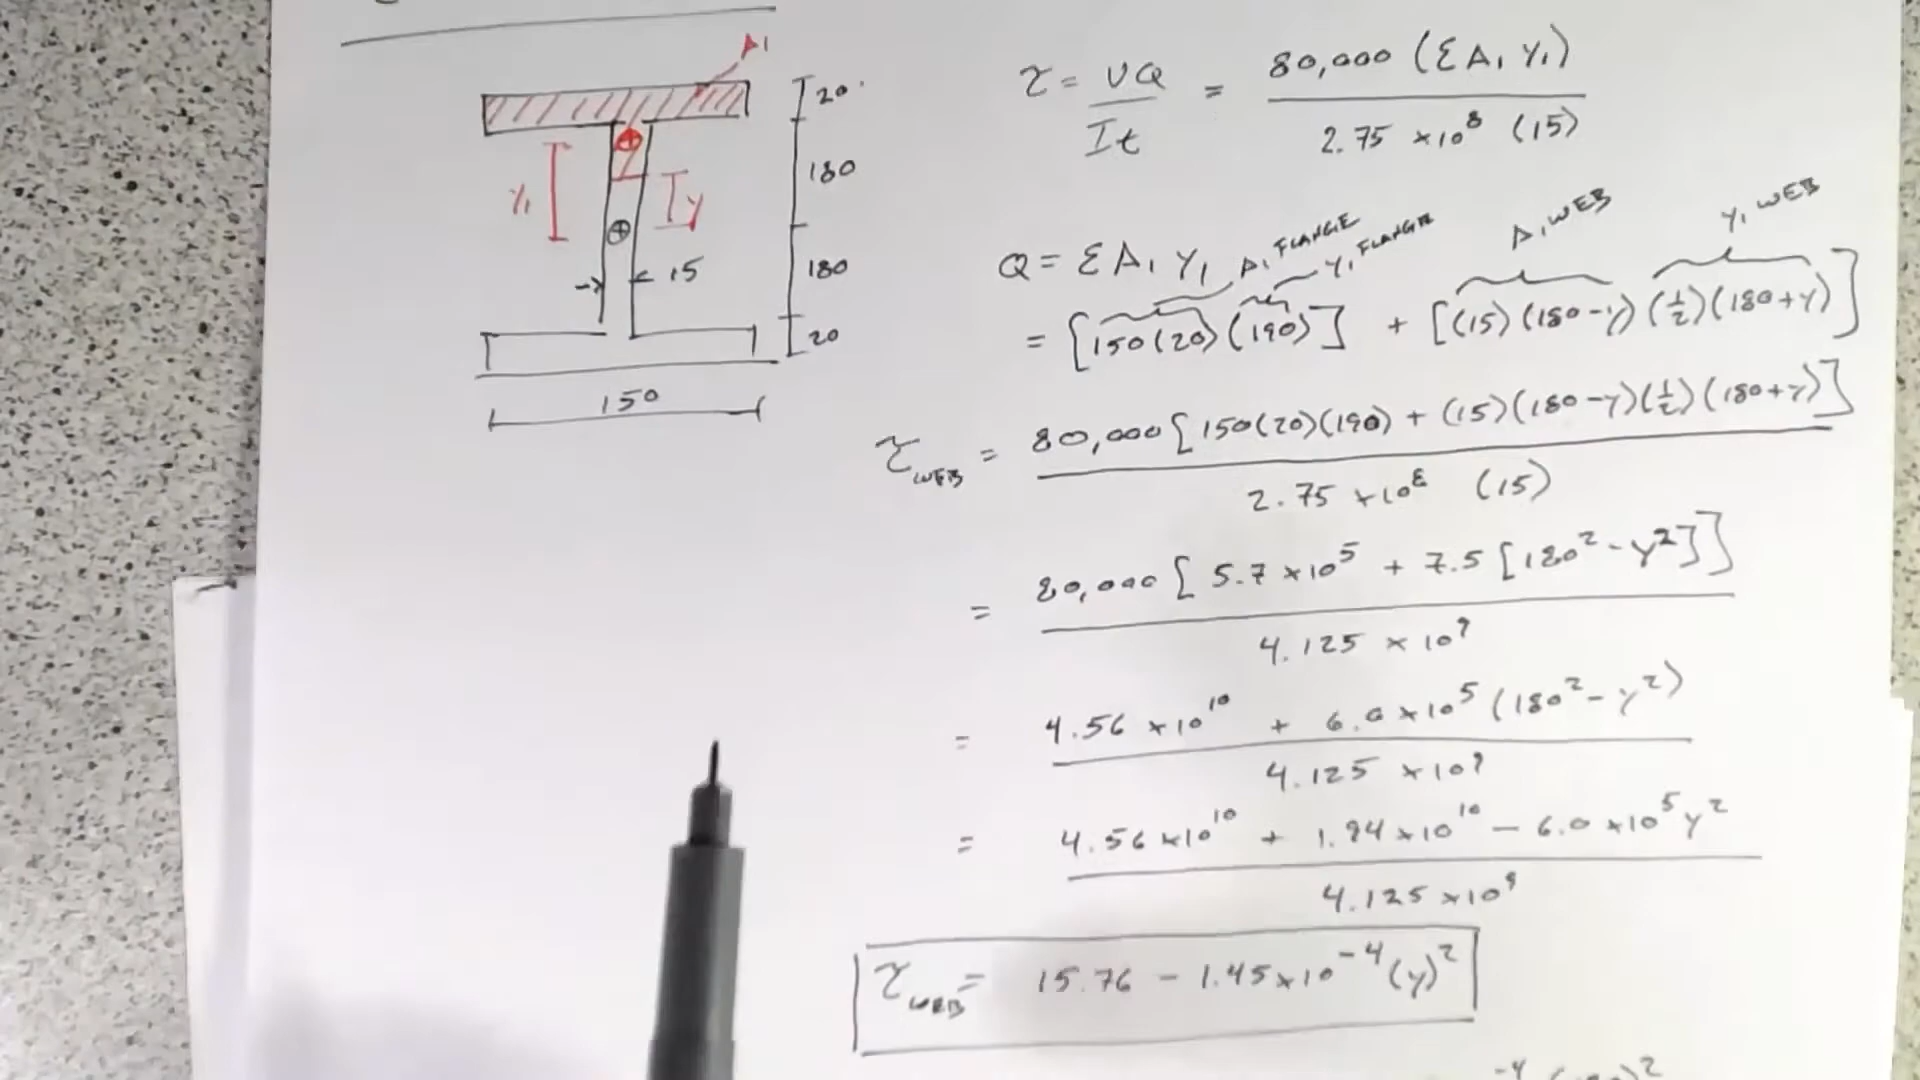 A1
20
180
y1
y
15
180
20
150
τ = VQ / It = 80,000 (ΣA1 Y1) / 2.75 × 10^8 (15)
A1 FLANGE Y1 FLANGE A1 WEB Y1 WEB
Q = ΣA1 Y1
= [150(20)(190)] + [(15)(180-y)(1/2)(180+y)]
τWEB = 80,000 [150(20)(190) + (15)(180-y)(1/2)(180+y)] / 2.75 × 10^8 (15)
= 80,000 [5.7 × 10^5 + 7.5 [180^2 - y^2]] / 4.125 × 10^9
= 4.56 × 10^10 + 6.0 × 10^5 (180^2 - y^2) / 4.125 × 10^9
= 4.56 × 10^10 + 1.94 × 10^10 - 6.0 × 10^5 y^2 / 4.125 × 10^9
τWEB = 15.76 - 1.45 × 10^-4 (y)^2